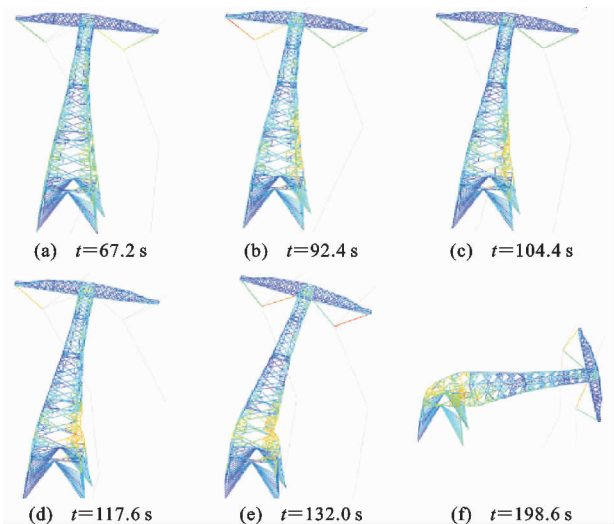 (a) t=67.2 s (b) t=92.4 s (c) t=104.4 s
(d) t=117.6 s (e) t=132.0 s (f) t=198.6 s